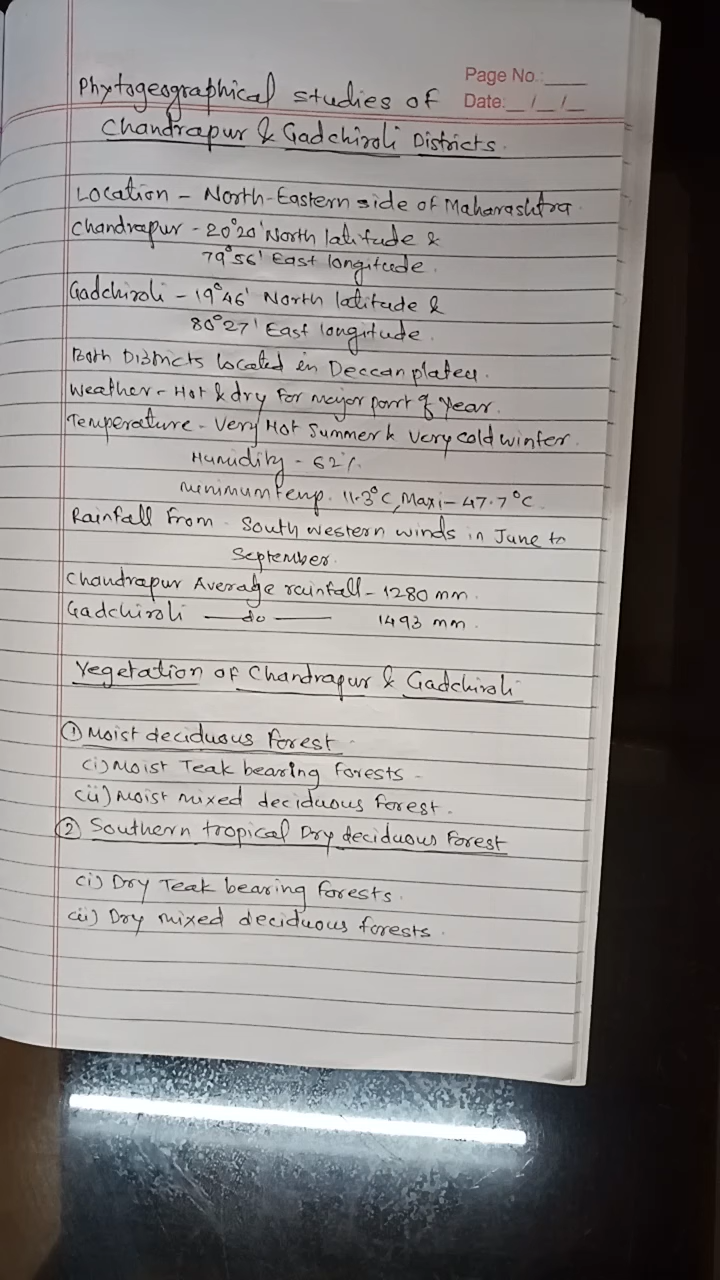 Page No.:
Phytogeographical studies of
Date: / /
Chandrapur & Gadchiroli Districts.
Location - North-Eastern side of Maharashtra.
Chandrapur - 20°20' North latitude &
79°56' East longitude.
Gadchiroli - 19°46' North latitude &
80°27' East longitude.
Both Districts located in Deccan plateu.
Weather - Hot & dry for major part of year.
Temperature - Very Hot Summer & Very cold winter.
Humidity - 62%.
minimum temp. 11.3°C, Maxi - 47.7°C.
Rainfall from - South western winds in June to
September.
Chandrapur Average rainfall - 1280 mm.
Gadchiroli — do — 1493 mm.
Vegetation of Chandrapur & Gadchiroli
① Moist deciduous forest -
(i) Moist Teak bearing forests -
(ii) Moist mixed deciduous forest.
② Southern tropical Dry deciduous Forest
(i) Dry Teak bearing forests.
(ii) Dry mixed deciduous forests.